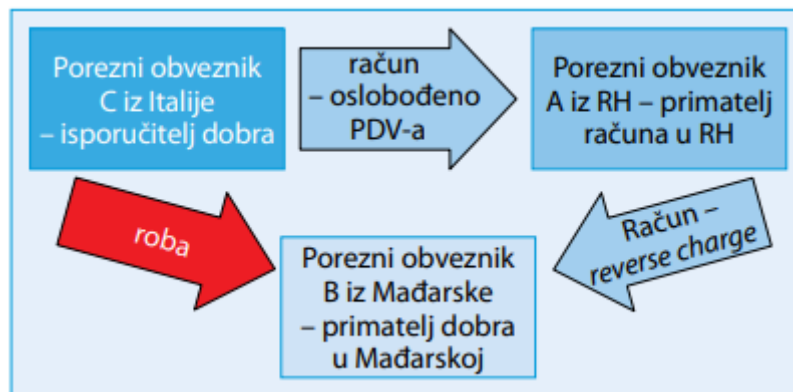 Porezni obveznik
C iz Italije
– isporučitelj dobra
račun
– oslobođeno
PDV-a
Porezni obveznik
A iz RH – primatelj
računa u RH
roba
Račun –
reverse charge
Porezni obveznik
B iz Mađarske
– primatelj dobra
u Mađarskoj